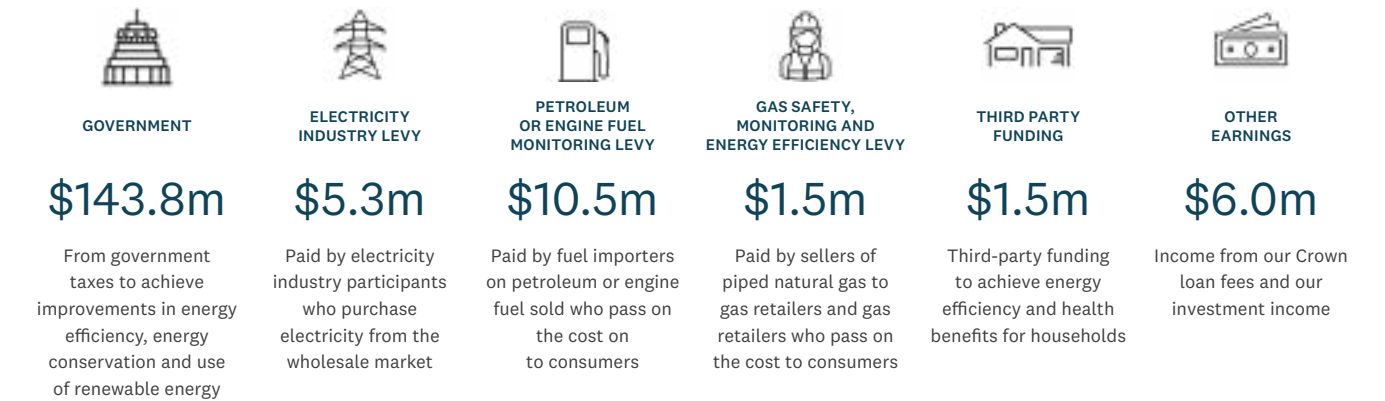 GOVERNMENT
$143.8m
From government
taxes to achieve
improvements in energy
efficiency, energy
conservation and use
of renewable energy
ELECTRICITY
INDUSTRY LEVY
$5.3m
Paid by electricity
industry participants
who purchase
electricity from the
wholesale market
PETROLEUM
OR ENGINE FUEL
MONITORING LEVY
$10.5m
Paid by fuel importers
on petroleum or engine
fuel sold who pass on
the cost on
to consumers
GAS SAFETY,
MONITORING AND
ENERGY EFFICIENCY LEVY
$1.5m
Paid by sellers of
piped natural gas to
gas retailers and gas
retailers who pass on
the cost to consumers
THIRD PARTY
FUNDING
$1.5m
Third-party funding
to achieve energy
efficiency and health
benefits for households
OTHER
EARNINGS
$6.0m
Income from our Crown
loan fees and our
investment income